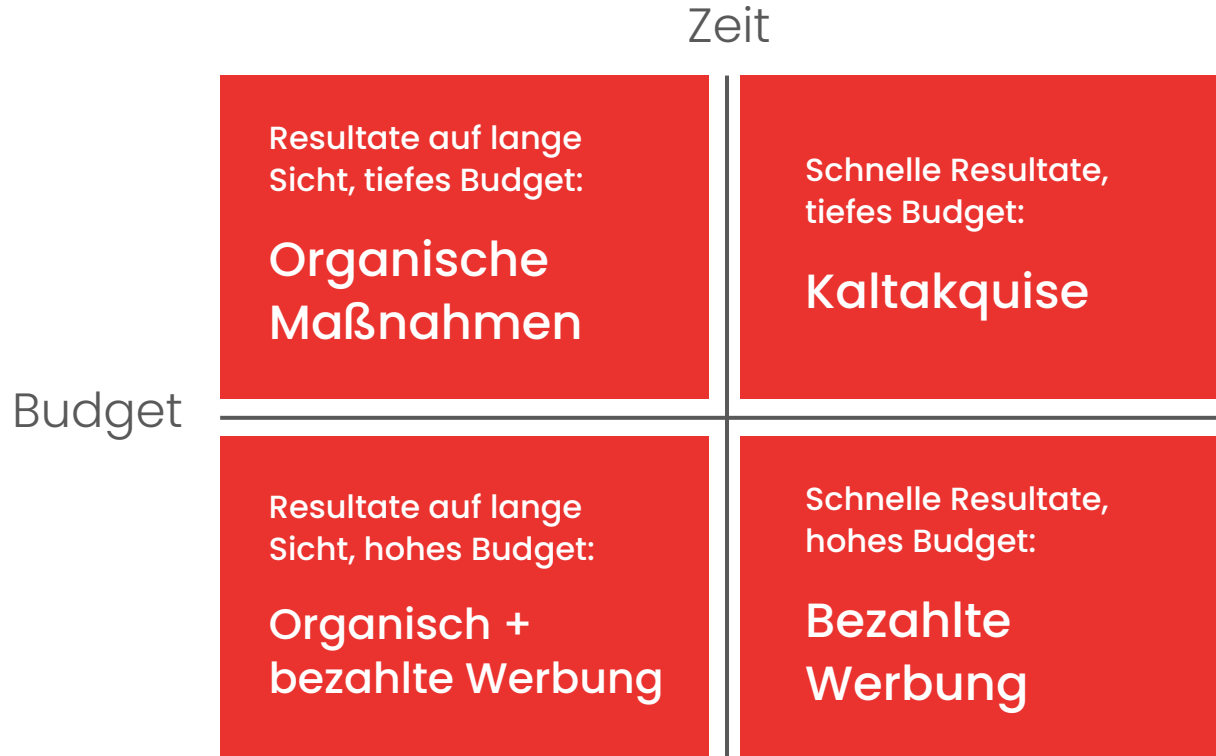 Zeit
Resultate auf lange
Sicht, tiefes Budget:
Organische
Maßnahmen
Schnelle Resultate,
tiefes Budget:
Kaltakquise
Budget
Resultate auf lange
Sicht, hohes Budget:
Organisch +
bezahlte Werbung
Schnelle Resultate,
hohes Budget:
Bezahlte
Werbung